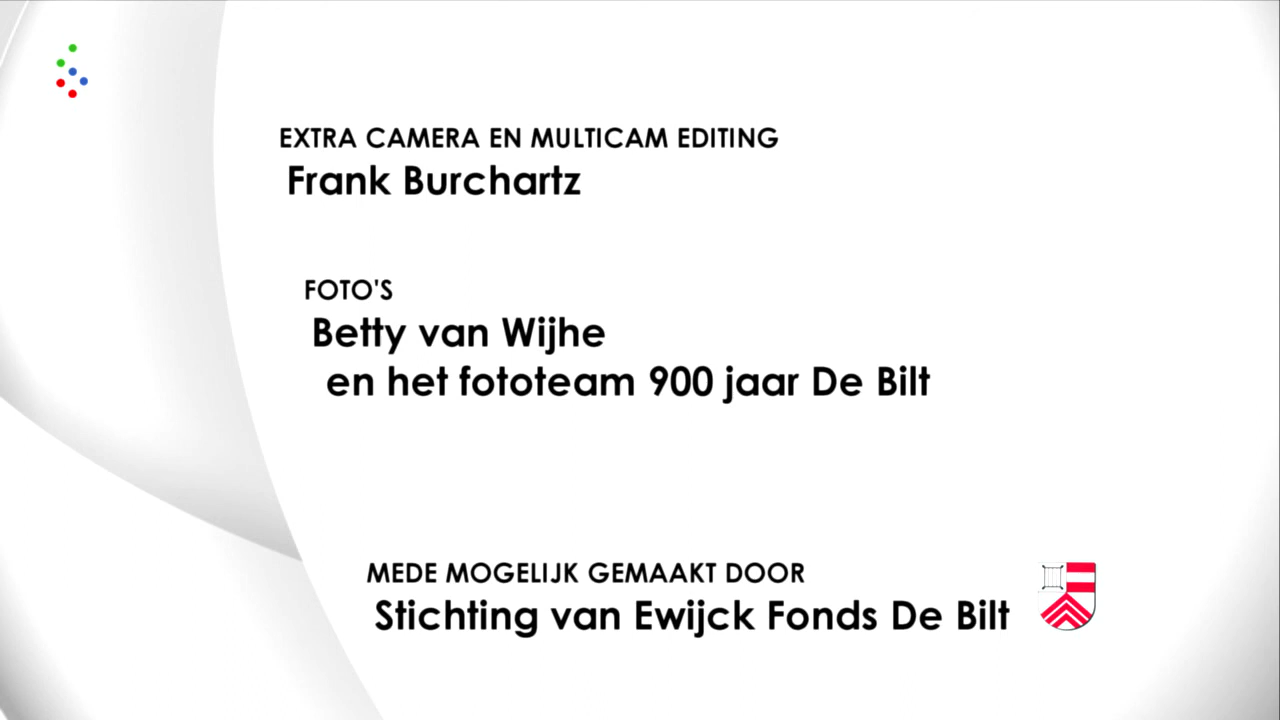 EXTRA CAMERA EN MULTICAM EDITING
Frank Burchartz
FOTO'S
Betty van Wijhe
en het fototeam 900 jaar De Bilt
MEDE MOGELIJK GEMAAKT DOOR
Stichting van Ewijck Fonds De Bilt